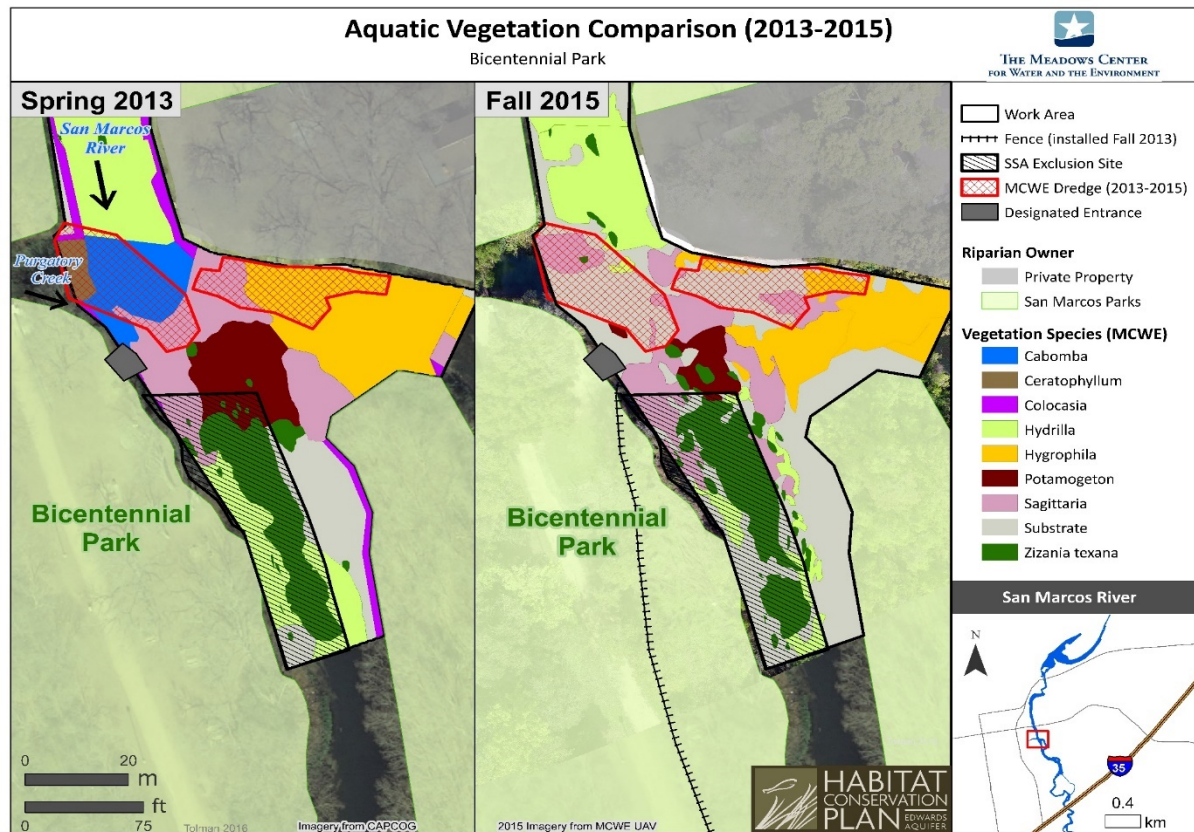 Aquatic Vegetation Comparison (2013-2015)
Bicentennial Park
THE MEADOWS CENTER
FOR WATER AND THE ENVIRONMENT
Spring 2013
San Marcos
River
Purgatory
Creek
Bicentennial
Park
0 20
m
ft
0 75
Tolman 2016
Imagery from CAPCOG
Fall 2015
Bicentennial
Park
2015 Imagery from MCWE UAV
HABITAT
CONSERVATION
PLAN EDWARDS
AQUIFER
Work Area
Fence (installed Fall 2013)
SSA Exclusion Site
MCWE Dredge (2013-2015)
Designated Entrance
Riparian Owner
Private Property
San Marcos Parks
Vegetation Species (MCWE)
Cabomba
Ceratophyllum
Colocasia
Hydrilla
Hygrophila
Potamogeton
Sagittaria
Substrate
Zizania texana
San Marcos River
N
35
0.4
km